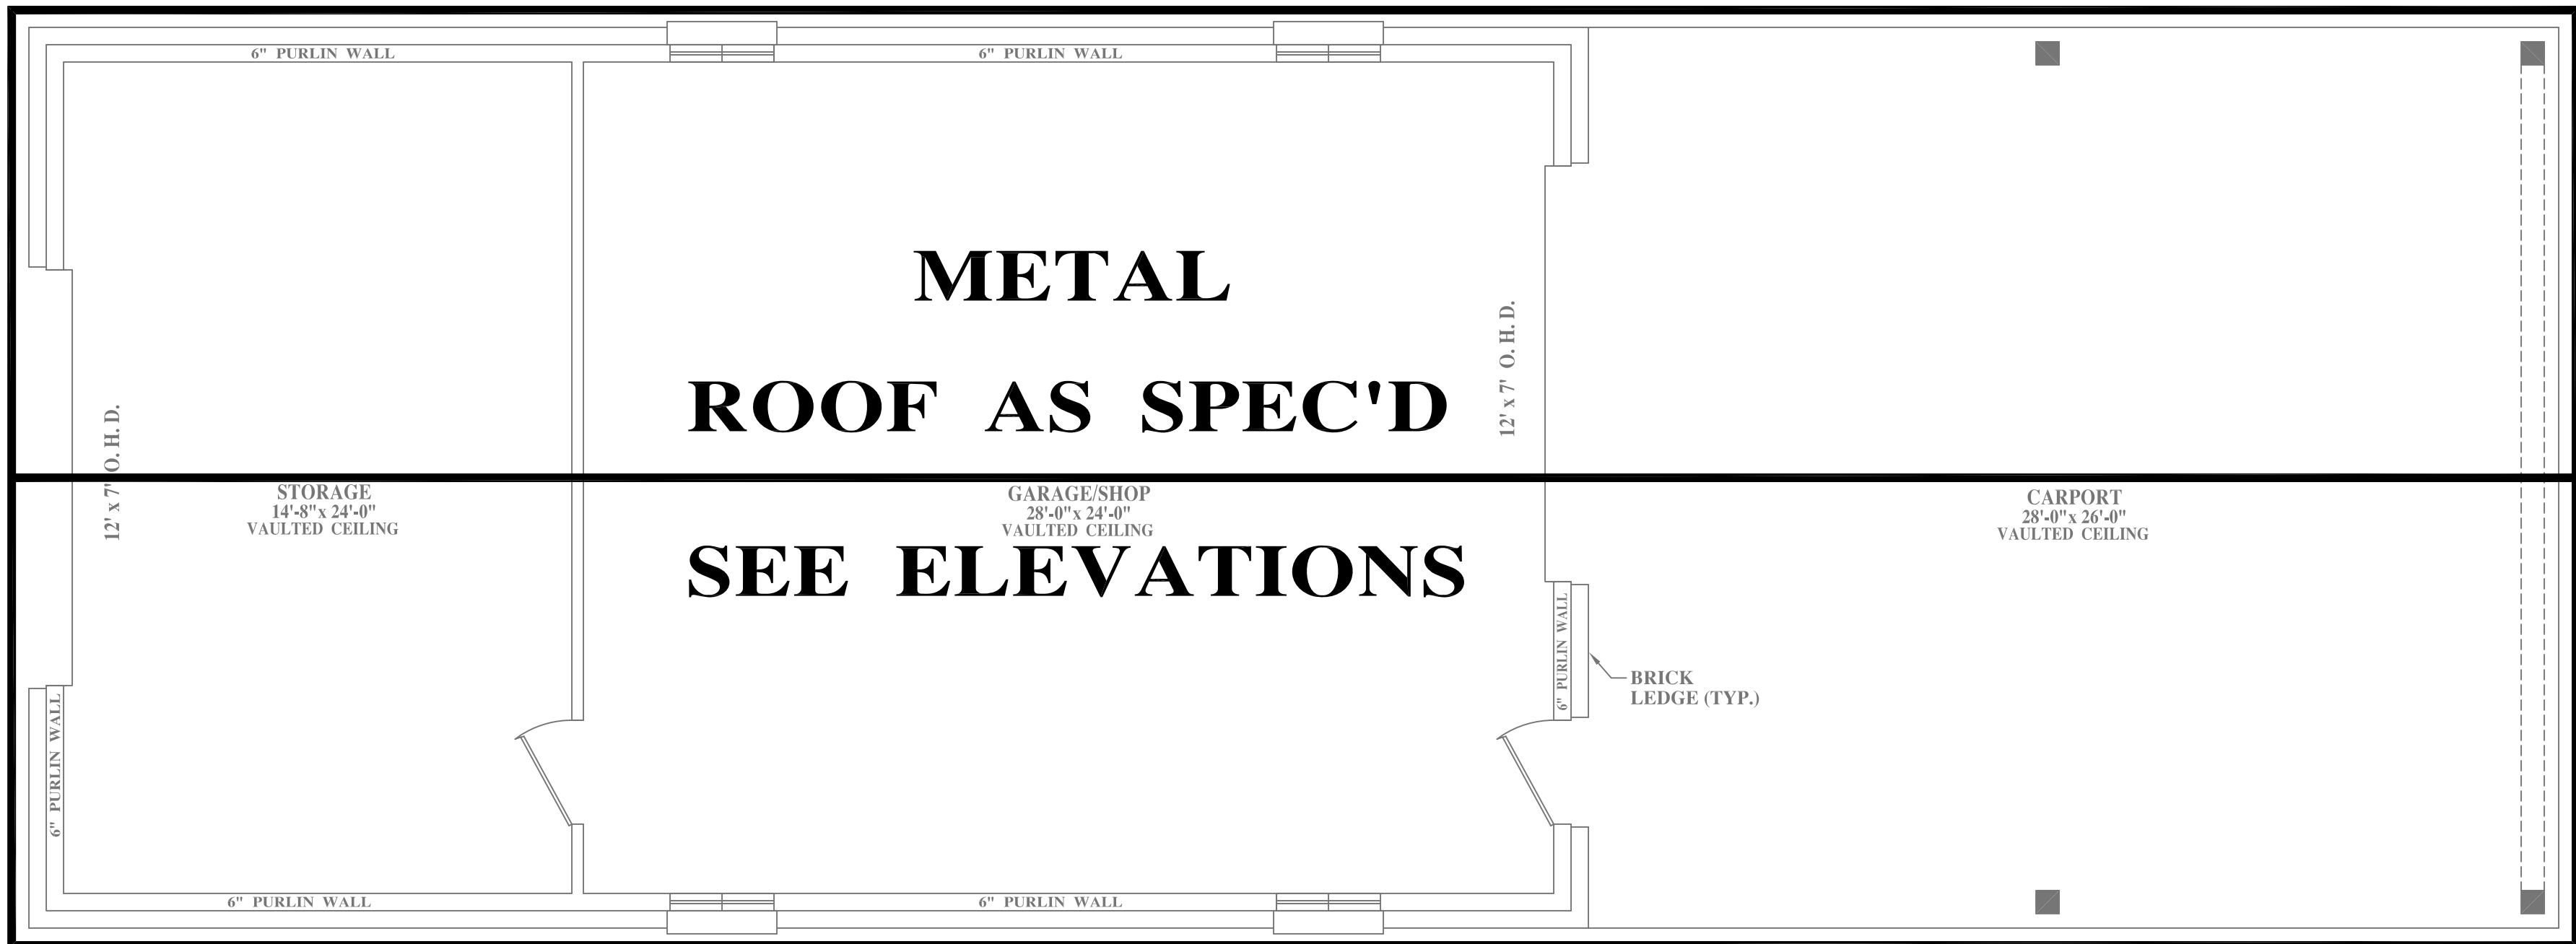 6" PURLIN WALL
6" PURLIN WALL
METAL
ROOF AS SPEC'D
12' x 7' O. H. D.
12' x 7' O. H. D.
STORAGE
14'-8"x 24'-0"
VAULTED CEILING
GARAGE/SHOP
28'-0"x 24'-0"
VAULTED CEILING
CARPORT
28'-0"x 26'-0"
VAULTED CEILING
SEE ELEVATIONS
6" PURLIN WALL
BRICK
LEDGE (TYP.)
6" PURLIN WALL
6" PURLIN WALL
6" PURLIN WALL